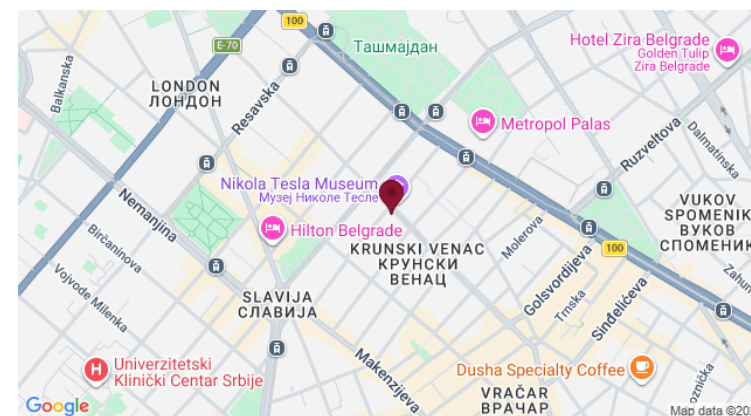 100
E-70
Ташмајдан
Hotel Zira Belgrade
Golden Tulip
Zira Belgrade
Balkanska
LONDON
ЛОНДОН
Resavska
Metropol Palas
Dalmatinska
Ruzveltova
Nikola Tesla Museum
Музеј Николе Тесле
Nemanjina
Birčaninova
Hilton Belgrade
KRUNSKI VENAC
КРУНСКИ
ВЕНАЦ
Molerova
VUKOV
SPOMENIK
ВУКОВ
СПОМЕНИК
100
Vojvode Milenka
Golsvordijeva
Trnska
Sinđelićeva
SLAVIJA
СЛАВИЈА
Makenzijeva
Univerzitetski
Klinički Centar Srbije
Dusha Specialty Coffee
VRAČAR
ВРАЧАР
Google
Map data ©20